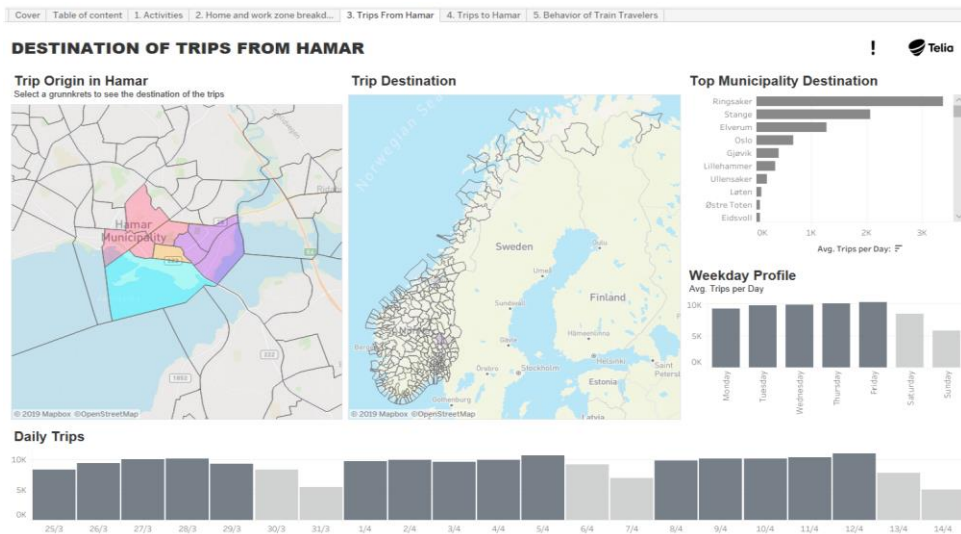 Cover Table of content 1. Activities 2. Home and work zone breakd... 3. Trips From Hamar 4. Trips to Hamar 5. Behavior of Train Travelers
DESTINATION OF TRIPS FROM HAMAR
! Telia
Trip Origin in Hamar
Select a grunnkrets to see the destination of the trips
Hamar
Municipality
222
1802
© 2019 Mapbox ©OpenStreetMap
Trip Destination
Norwegian Sea
Sweden
Oulu
Umeå
Finland
Sundsvall
Hämeenlinna
Gävle
Helsinki
Saint
Petersb
Örebro
Stockholm
Estonia
Gothenburg
Latvia
© 2019 Mapbox ©OpenStreetMap
Top Municipality Destination
Ringsaker
Stange
Elverum
Oslo
Gjøvik
Lillehammer
Ullensaker
Løten
Østre Toten
Eidsvoll
0K 1K 2K 3K
Avg. Trips per Day:
Weekday Profile
Avg. Trips per Day
10K
5K
0K
Monday
Tuesday
Wednesday
Thursday
Friday
Saturday
Sunday
Daily Trips
10K
5K
0K
25/3 26/3 27/3 28/3 29/3 30/3 31/3 1/4 2/4 3/4 4/4 5/4 6/4 7/4 8/4 9/4 10/4 11/4 12/4 13/4 14/4